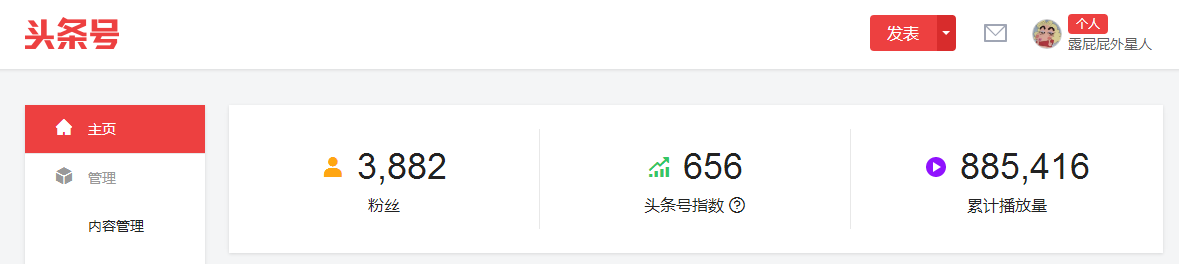 头条号
发表
个人
露屁屁外星人
主页
管理
内容管理
3,882
粉丝
656
头条号指数
885,416
累计播放量